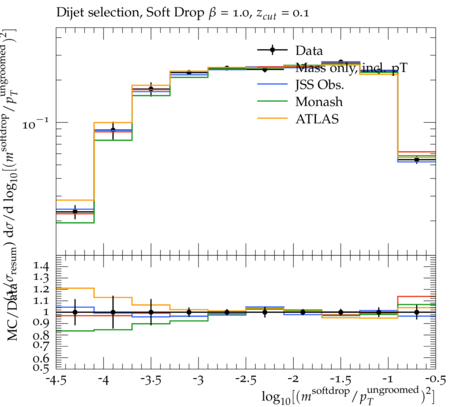 Dijet selection, Soft Drop β = 1.0, z_cut = 0.1
(1/σ_resum) dσ/d log₁₀[(m^softdrop/p_T^ungroomed)²]
10⁻¹
Data
Mass only, incl. pT
JSS Obs.
Monash
ATLAS
MC/Data
1.4
1.3
1.2
1.1
1
0.9
0.8
0.7
0.6
0.5
-4.5 -4 -3.5 -3 -2.5 -2 -1.5 -1 -0.5
log₁₀[(m^softdrop/p_T^ungroomed)²]